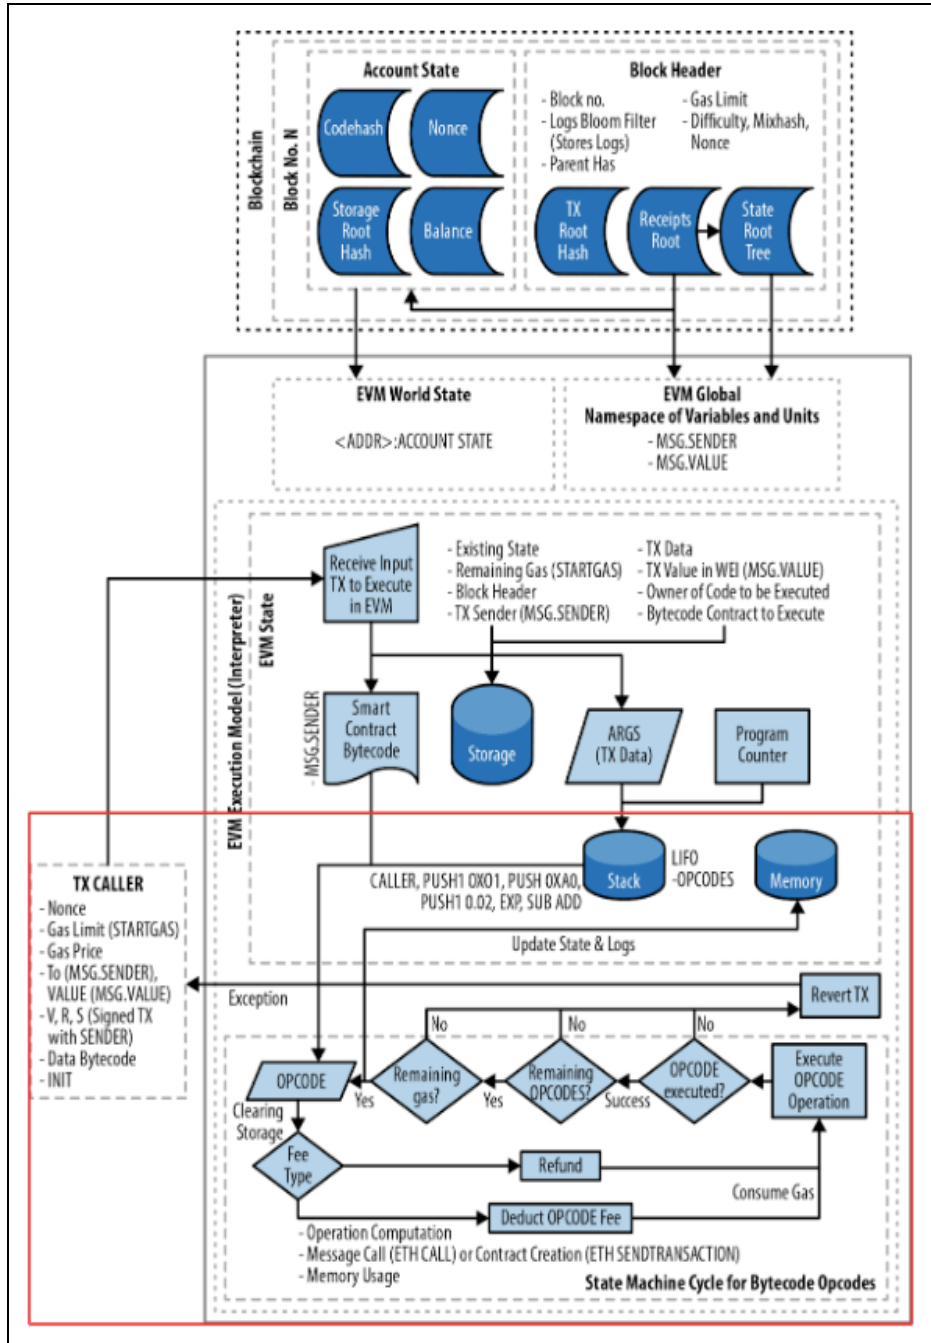 Blockchain
Block No. N
Account State
Codehash
Nonce
Storage
Root
Hash
Balance
Block Header
- Block no.
- Logs Bloom Filter
(Stores Logs)
- Parent Has
- Gas Limit
- Difficulty, Mixhash,
Nonce
TX
Root
Hash
Receipts
Root
State
Root
Tree
EVM World State
<ADDR>:ACCOUNT STATE
EVM Global
Namespace of Variables and Units
- MSG.SENDER
- MSG.VALUE
EVM Execution Model (Interpreter)
EVM State
Receive Input
TX to Execute
in EVM
- Existing State
- Remaining Gas (STARTGAS)
- Block Header
- TX Sender (MSG.SENDER)
- TX Data
- TX Value in WEI (MSG.VALUE)
- Owner of Code to be Executed
- Bytecode Contract to Execute
- MSG.SENDER
Smart
Contract
Bytecode
Storage
ARGS
(TX Data)
Program
Counter
TX CALLER
- Nonce
- Gas Limit (STARTGAS)
- Gas Price
- To (MSG.SENDER),
VALUE (MSG.VALUE)
- V, R, S (Signed TX
with SENDER)
- Data Bytecode
- INIT
CALLER, PUSH1 0X01, PUSH 0XA0,
PUSH1 0.02, EXP, SUB ADD
Stack
LIFO
-OPCODES
Memory
Update State & Logs
Exception
Revert TX
No
No
No
OPCODE
Yes
Remaining
gas?
Yes
Remaining
OPCODES?
Success
OPCODE
executed?
Execute
OPCODE
Operation
Clearing
Storage
Fee
Type
Refund
Consume Gas
Deduct OPCODE Fee
- Operation Computation
- Message Call (ETH CALL) or Contract Creation (ETH SENDTRANSACTION)
- Memory Usage
State Machine Cycle for Bytecode Opcodes